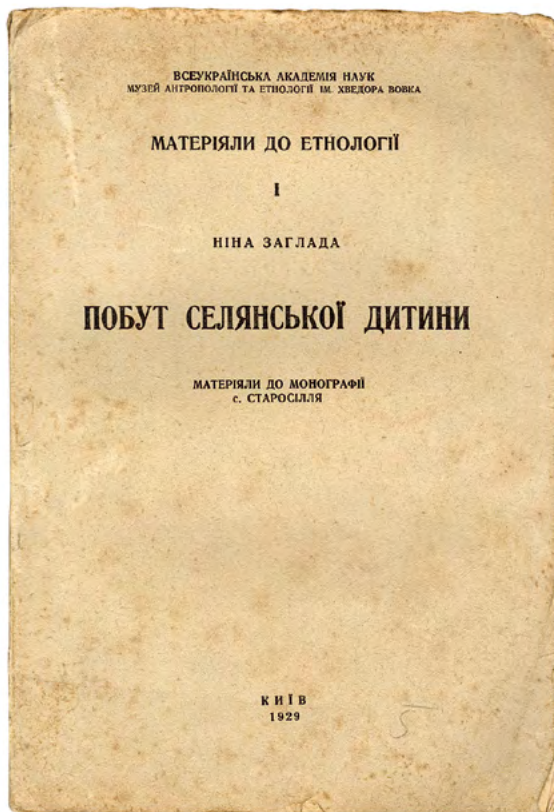 ВСЕУКРАЇНСЬКА АКАДЕМІЯ НАУК
МУЗЕЙ АНТРОПОЛОГІЇ ТА ЕТНОЛОГІЇ ІМ. ХВЕДОРА ВОВКА
МАТЕРІЯЛИ ДО ЕТНОЛОГІЇ
I
НІНА ЗАГЛАДА
ПОБУТ СЕЛЯНСЬКОЇ ДИТИНИ
МАТЕРІЯЛИ ДО МОНОГРАФІЇ
с. СТАРОСІЛЛЯ
КИЇВ
1929
5